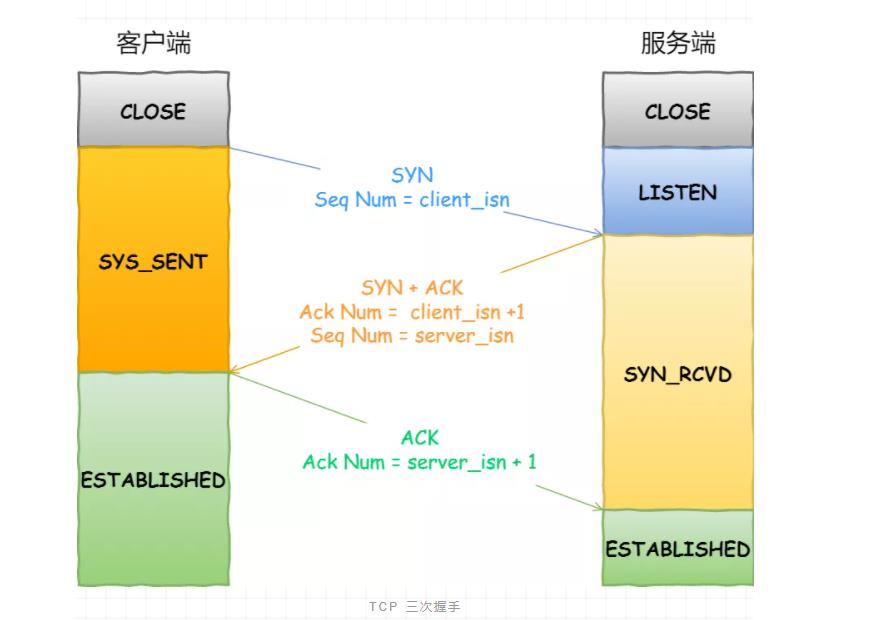 客户端
服务端
CLOSE
CLOSE
SYN
Seq Num = client_isn
LISTEN
SYS_SENT
SYN + ACK
Ack Num = client_isn +1
Seq Num = server_isn
SYN_RCVD
ACK
Ack Num = server_isn + 1
ESTABLISHED
ESTABLISHED
TCP 三次握手